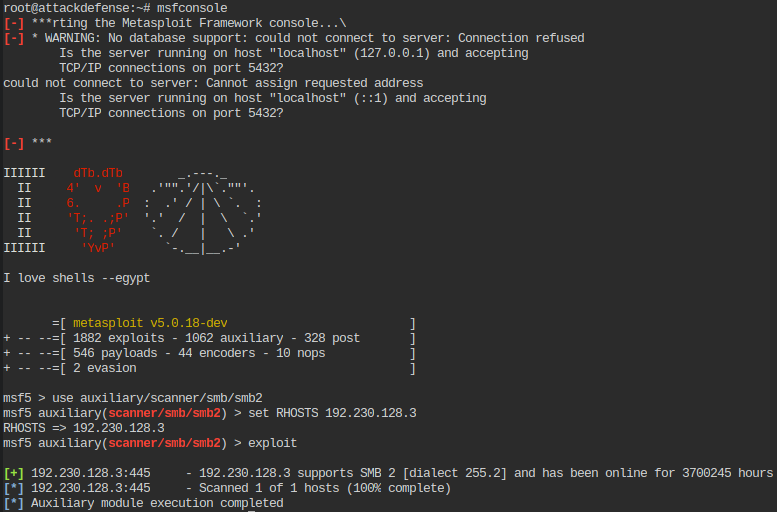 root@attackdefense:~# msfconsole
[-] ***rting the Metasploit Framework console...\
[-] * WARNING: No database support: could not connect to server: Connection refused
        Is the server running on host "localhost" (127.0.0.1) and accepting
        TCP/IP connections on port 5432?
could not connect to server: Cannot assign requested address
        Is the server running on host "localhost" (::1) and accepting
        TCP/IP connections on port 5432?

[-] ***

IIIIII    dTb.dTb        _.---._
  II     4'  v  'B   .'"".'/|\`.""'.
  II     6.     .P  :  .' / | \ `.  :
  II     'T;. .;P'  '.'  /  |  \  `.'
  II      'T; ;P'    `. /   |   \ .'
IIIIII     'YvP'       `-.__|__.-'

I love shells --egypt


       =[ metasploit v5.0.18-dev                          ]
+ -- --=[ 1882 exploits - 1062 auxiliary - 328 post       ]
+ -- --=[ 546 payloads - 44 encoders - 10 nops            ]
+ -- --=[ 2 evasion                                       ]

msf5 > use auxiliary/scanner/smb/smb2
msf5 auxiliary(scanner/smb/smb2) > set RHOSTS 192.230.128.3
RHOSTS => 192.230.128.3
msf5 auxiliary(scanner/smb/smb2) > exploit

[+] 192.230.128.3:445     - 192.230.128.3 supports SMB 2 [dialect 255.2] and has been online for 3700245 hours
[*] 192.230.128.3:445     - Scanned 1 of 1 hosts (100% complete)
[*] Auxiliary module execution completed